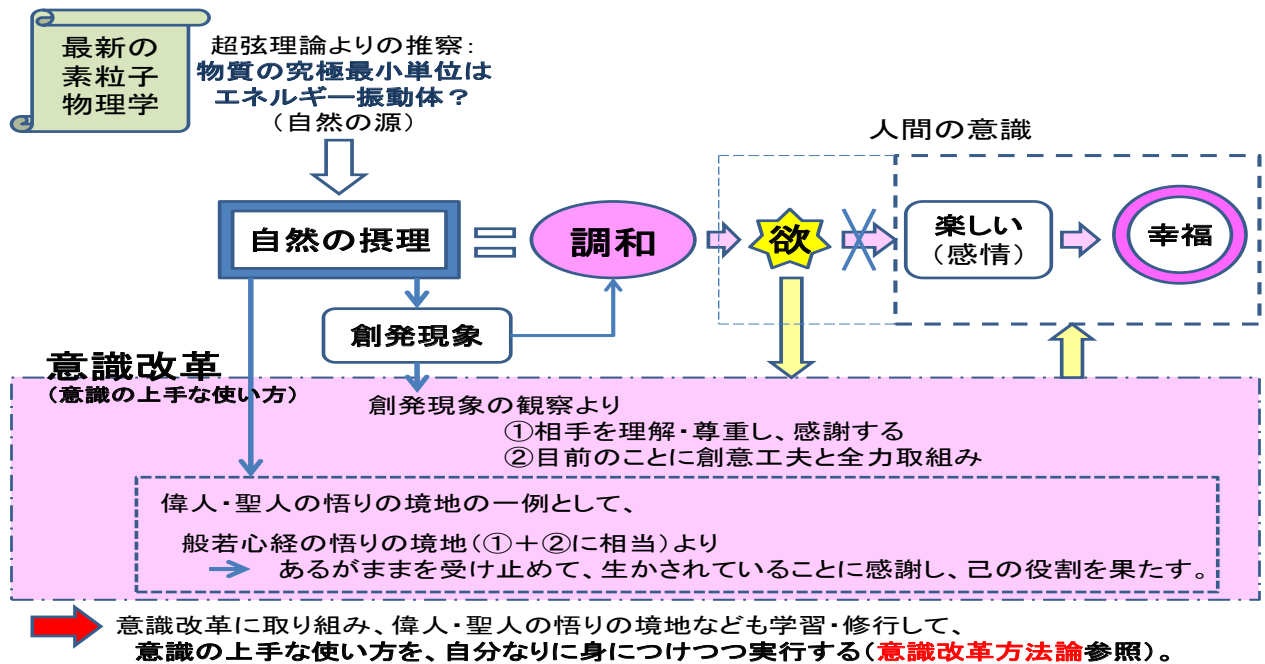 最新の
素粒子
物理学
超弦理論よりの推察:
物質の究極最小単位は
エネルギー振動体?
(自然の源)
人間の意識
自然の摂理
調和
欲
楽しい
(感情)
幸福
創発現象
意識改革
(意識の上手な使い方)
創発現象の観察より
①相手を理解・尊重し、感謝する
②目前のことに創意工夫と全力取組み
偉人・聖人の悟りの境地の一例として、
般若心経の悟りの境地(①+②に相当)より
あるがままを受け止めて、生かされていることに感謝し、己の役割を果たす。
意識改革に取り組み、偉人・聖人の悟りの境地なども学習・修行して、
意識の上手な使い方を、自分なりに身につけつつ実行する(意識改革方法論参照)。